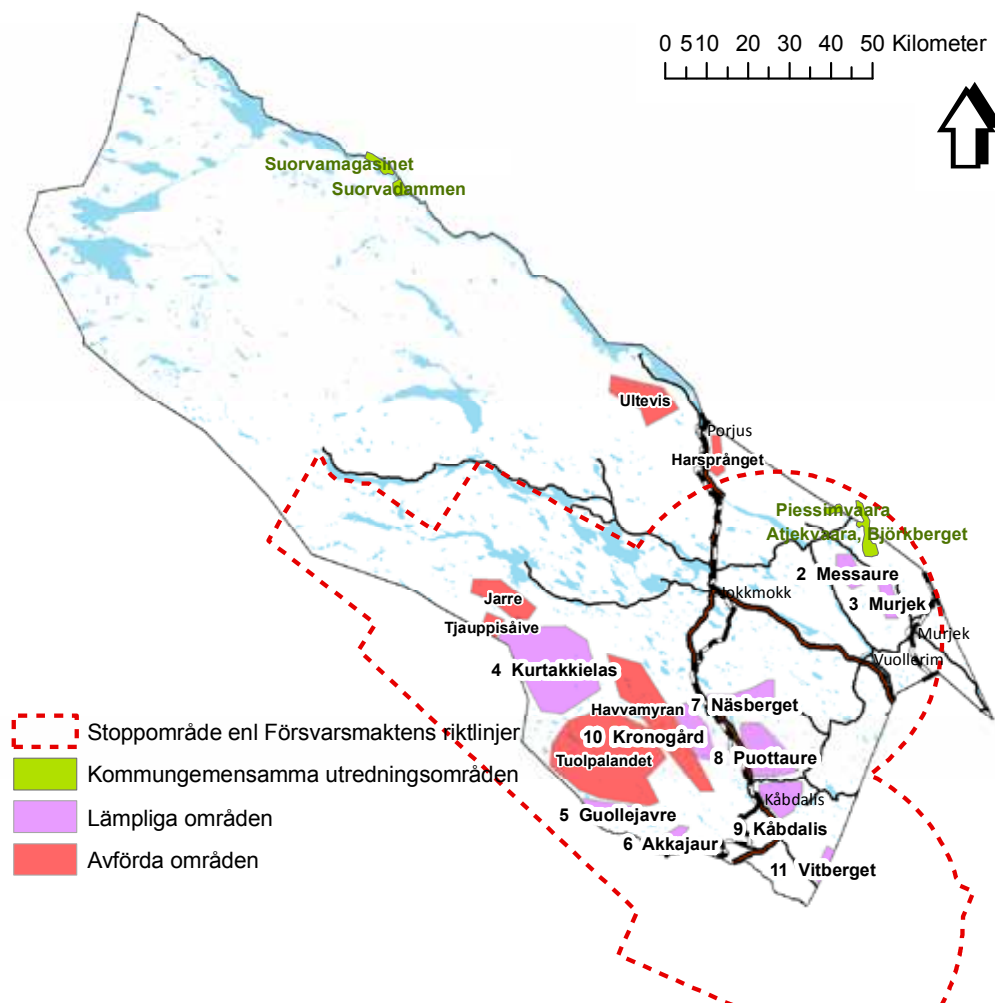 0 5 10 20 30 40 50 Kilometer
Suorvamagasinet
Suorvadammen
Ultevis
Porjus
Harsprånget
Piessimvaara
Atjekvaara, Björkberget
2 Messaure
Jokkmokk
3 Murjek
Jarre
Tjauppisåive
Murjek
Vuollerim
4 Kurtakkielas
7 Näsberget
Havvamyran
10 Kronogård
8 Puottaure
Tuolpalandet
Kåbdalis
5 Guollejavre
9 Kåbdalis
6 Akkajaur
11 Vitberget
Stoppområde enl Försvarsmaktens riktlinjer
Kommungemensamma utredningsområden
Lämpliga områden
Avförda områden